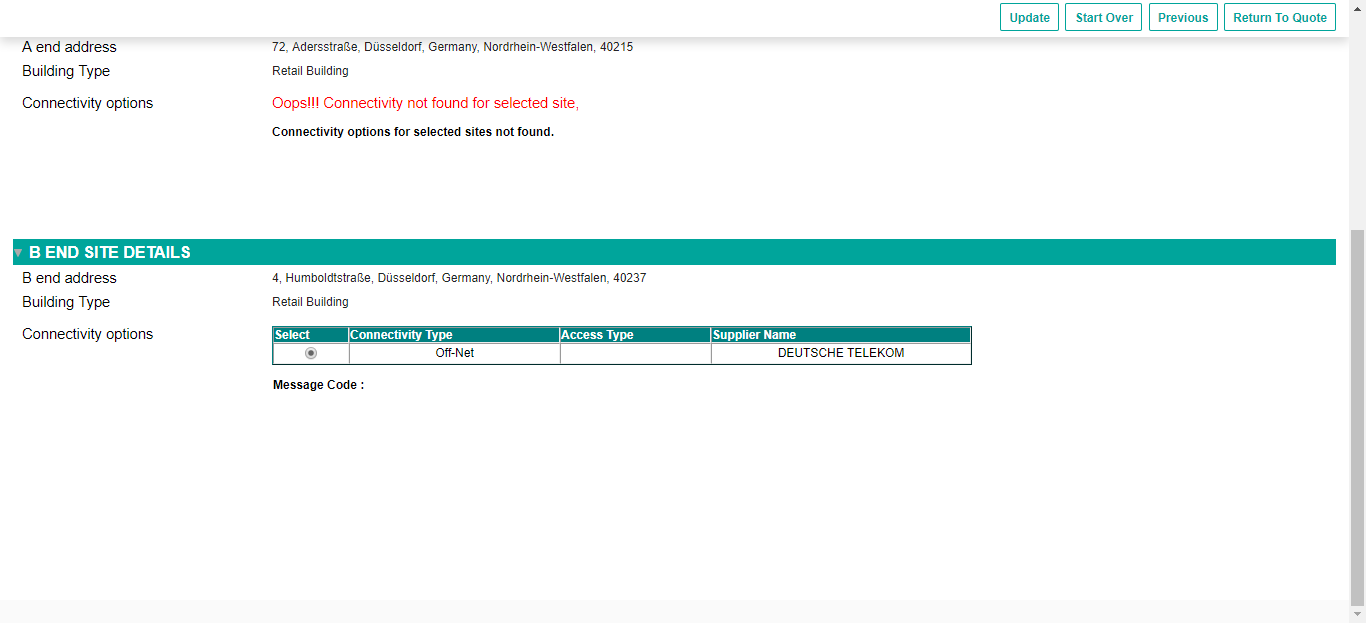 Update Start Over Previous Return To Quote
A end address 72, Adersstraße, Düsseldorf, Germany, Nordrhein-Westfalen, 40215
Building Type Retail Building
Connectivity options Oops!!! Connectivity not found for selected site,
Connectivity options for selected sites not found.
B END SITE DETAILS
B end address 4, Humboldtstraße, Düsseldorf, Germany, Nordrhein-Westfalen, 40237
Building Type Retail Building
Connectivity options
Select Connectivity Type Access Type Supplier Name
Off-Net DEUTSCHE TELEKOM
Message Code :